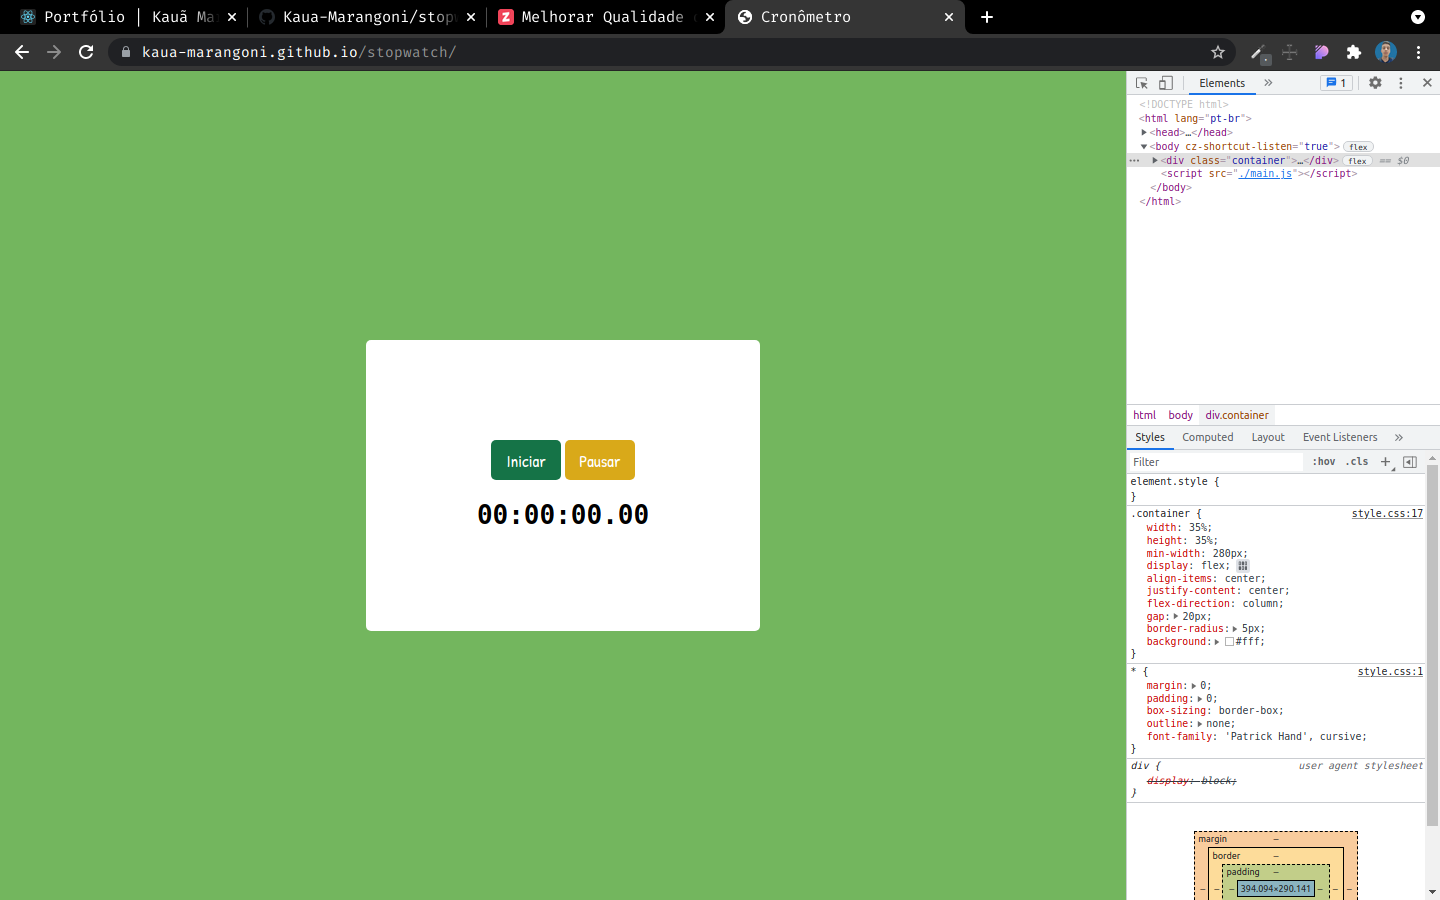 Portfólio | Kauã Ma
Kaua-Marangoni/stop
Melhorar Qualidade
Cronômetro
kaua-marangoni.github.io/stopwatch/
Elements
1
<!DOCTYPE html>
<html lang="pt-br">
<head>…</head>
<body cz-shortcut-listen="true"> flex
<div class="container">…</div> flex == $0
<script src="./main.js"></script>
</body>
</html>
Iniciar
Pausar
00:00:00.00
html body div.container
Styles Computed Layout Event Listeners
Filter :hov .cls
element.style {
}
.container { style.css:17
width: 35%;
height: 35%;
min-width: 280px;
display: flex;
align-items: center;
justify-content: center;
flex-direction: column;
gap: 20px;
border-radius: 5px;
background: #fff;
}
* { style.css:1
margin: 0;
padding: 0;
box-sizing: border-box;
outline: none;
font-family: 'Patrick Hand', cursive;
}
div { user agent stylesheet
display: block;
}
margin –
border –
padding –
– – – 394.094×290.141 – – –